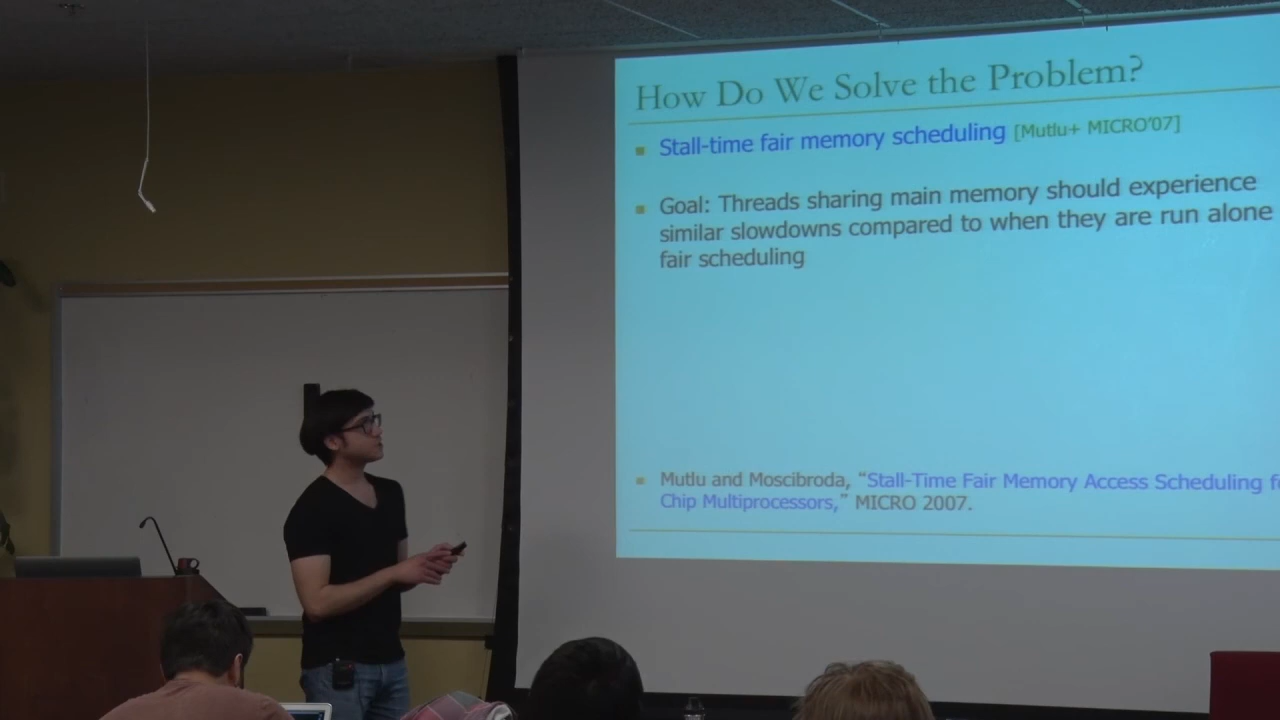 How Do We Solve the Problem?
Stall-time fair memory scheduling [Mutlu+ MICRO'07]
Goal: Threads sharing main memory should experience
similar slowdowns compared to when they are run alone
fair scheduling
Mutlu and Moscibroda, “Stall-Time Fair Memory Access Scheduling
Chip Multiprocessors,” MICRO 2007.